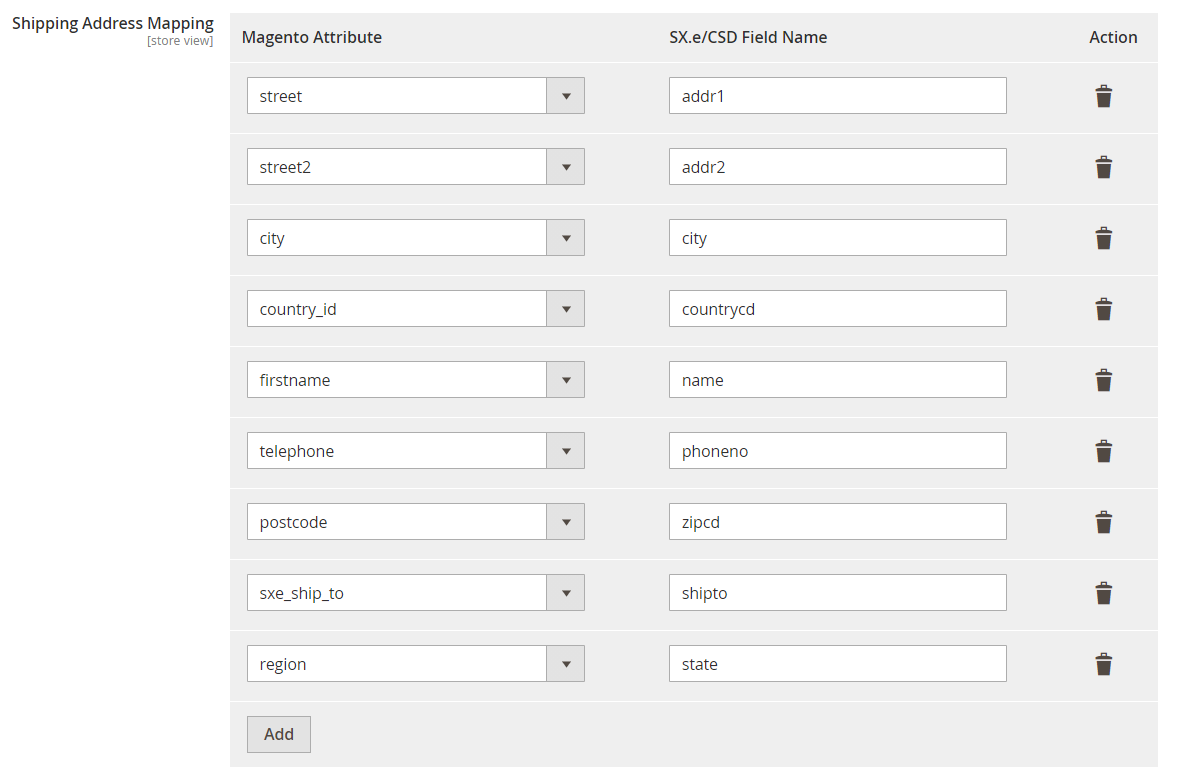 Shipping Address Mapping
[store view]
Magento Attribute SX.e/CSD Field Name Action
street addr1
street2 addr2
city city
country_id countrycd
firstname name
telephone phoneno
postcode zipcd
sxe_ship_to shipto
region state
Add